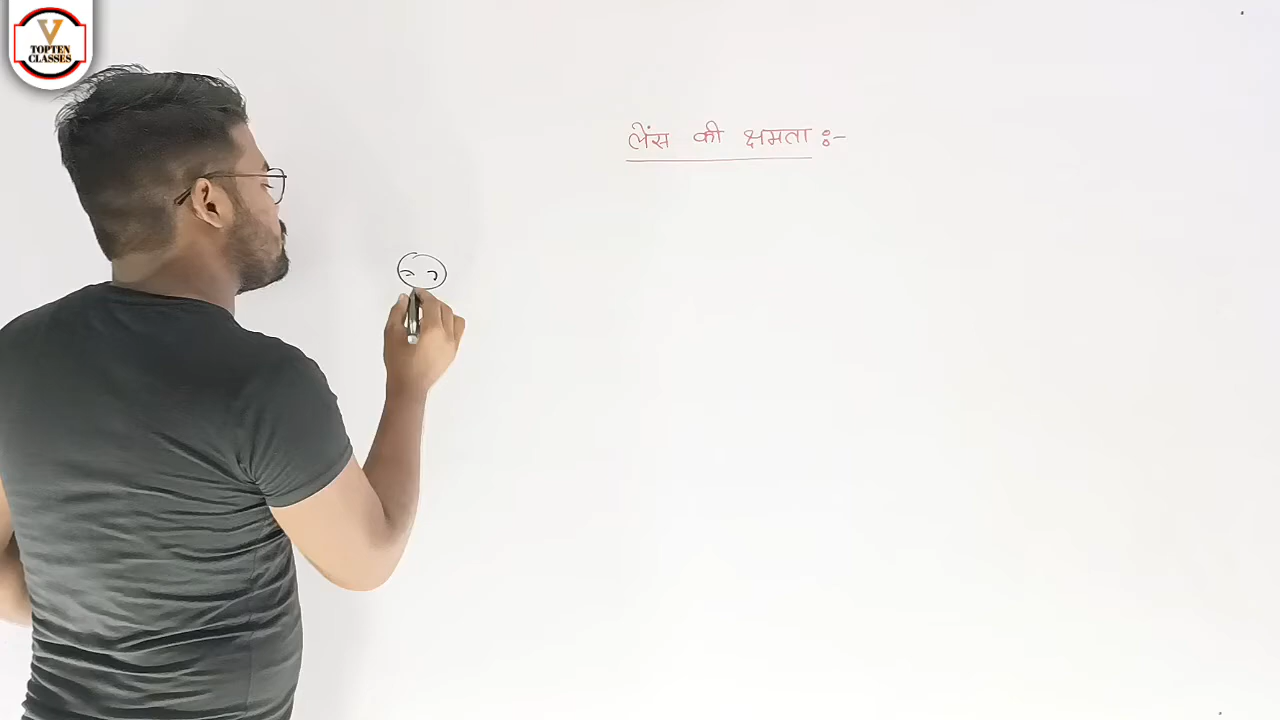 V
TOPTEN
CLASSES
लेंस की क्षमता :-